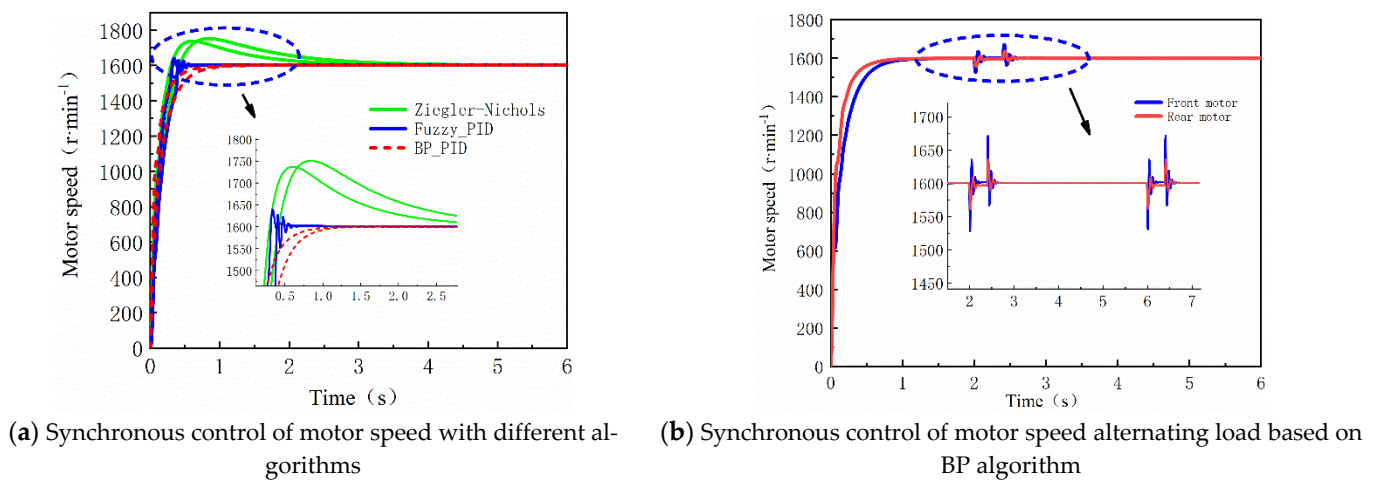 1800
1600
1400
1200
1000
800
600
400
200
0
Motor speed (r·min⁻¹)
Ziegler-Nichols
Fuzzy_PID
BP_PID
1800
1750
1700
1650
1600
1550
1500
0.5 1.0 1.5 2.0 2.5
0 1 2 3 4 5 6
Time (s)
(a) Synchronous control of motor speed with different al-
gorithms
1800
1600
1400
1200
1000
800
600
400
200
0
Motor speed (r·min⁻¹)
Front motor
Rear motor
1700
1650
1600
1550
1500
1450
2 3 4 5 6 7
0 1 2 3 4 5 6
Time (s)
(b) Synchronous control of motor speed alternating load based on
BP algorithm